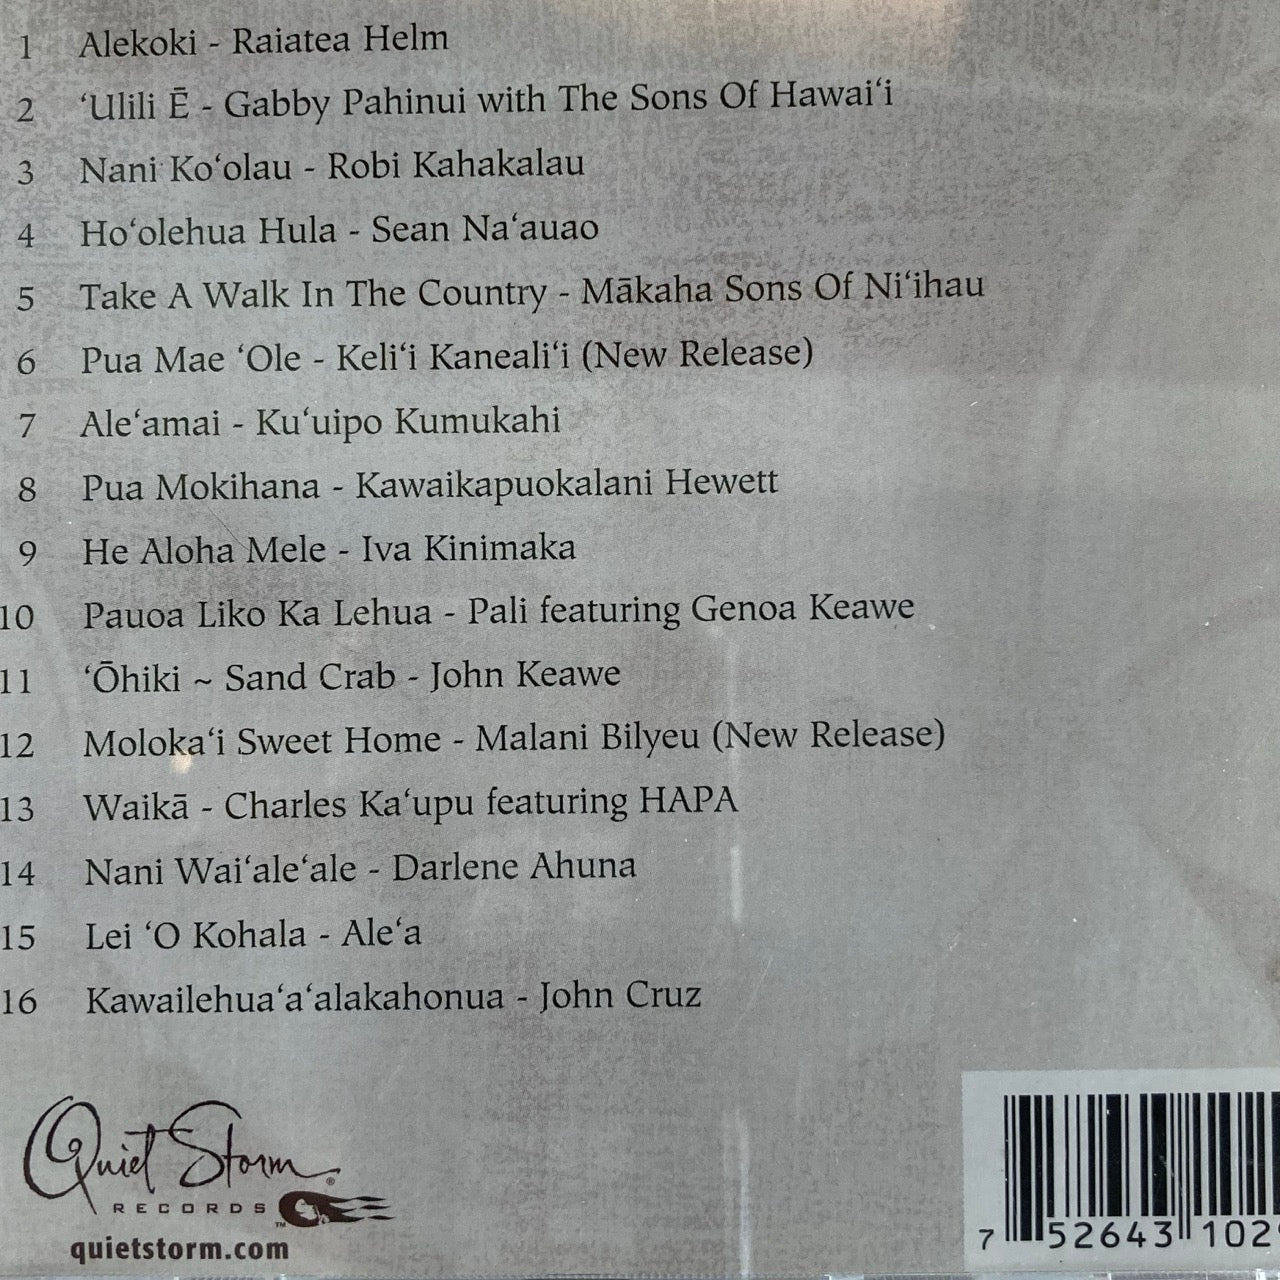 1 Alekoki - Raiatea Helm
2 ʻUlili Ē - Gabby Pahinui with The Sons Of Hawaiʻi
3 Nani Koʻolau - Robi Kahakalau
4 Hoʻolehua Hula - Sean Naʻauao
5 Take A Walk In The Country - Mākaha Sons Of Niʻihau
6 Pua Mae ʻOle - Keliʻi Kanealiʻi (New Release)
7 Aleʻamai - Kuʻuipo Kumukahi
8 Pua Mokihana - Kawaikapuokalani Hewett
9 He Aloha Mele - Iva Kinimaka
10 Pauoa Liko Ka Lehua - Pali featuring Genoa Keawe
11 ʻŌhiki ~ Sand Crab - John Keawe
12 Molokaʻi Sweet Home - Malani Bilyeu (New Release)
13 Waikā - Charles Kaʻupu featuring HAPA
14 Nani Waiʻaleʻale - Darlene Ahuna
15 Lei ʻO Kohala - Aleʻa
16 Kawailehuaʻaʻalakahonua - John Cruz
Quiet Storm®
RECORDS ™
quietstorm.com
7 52643 102